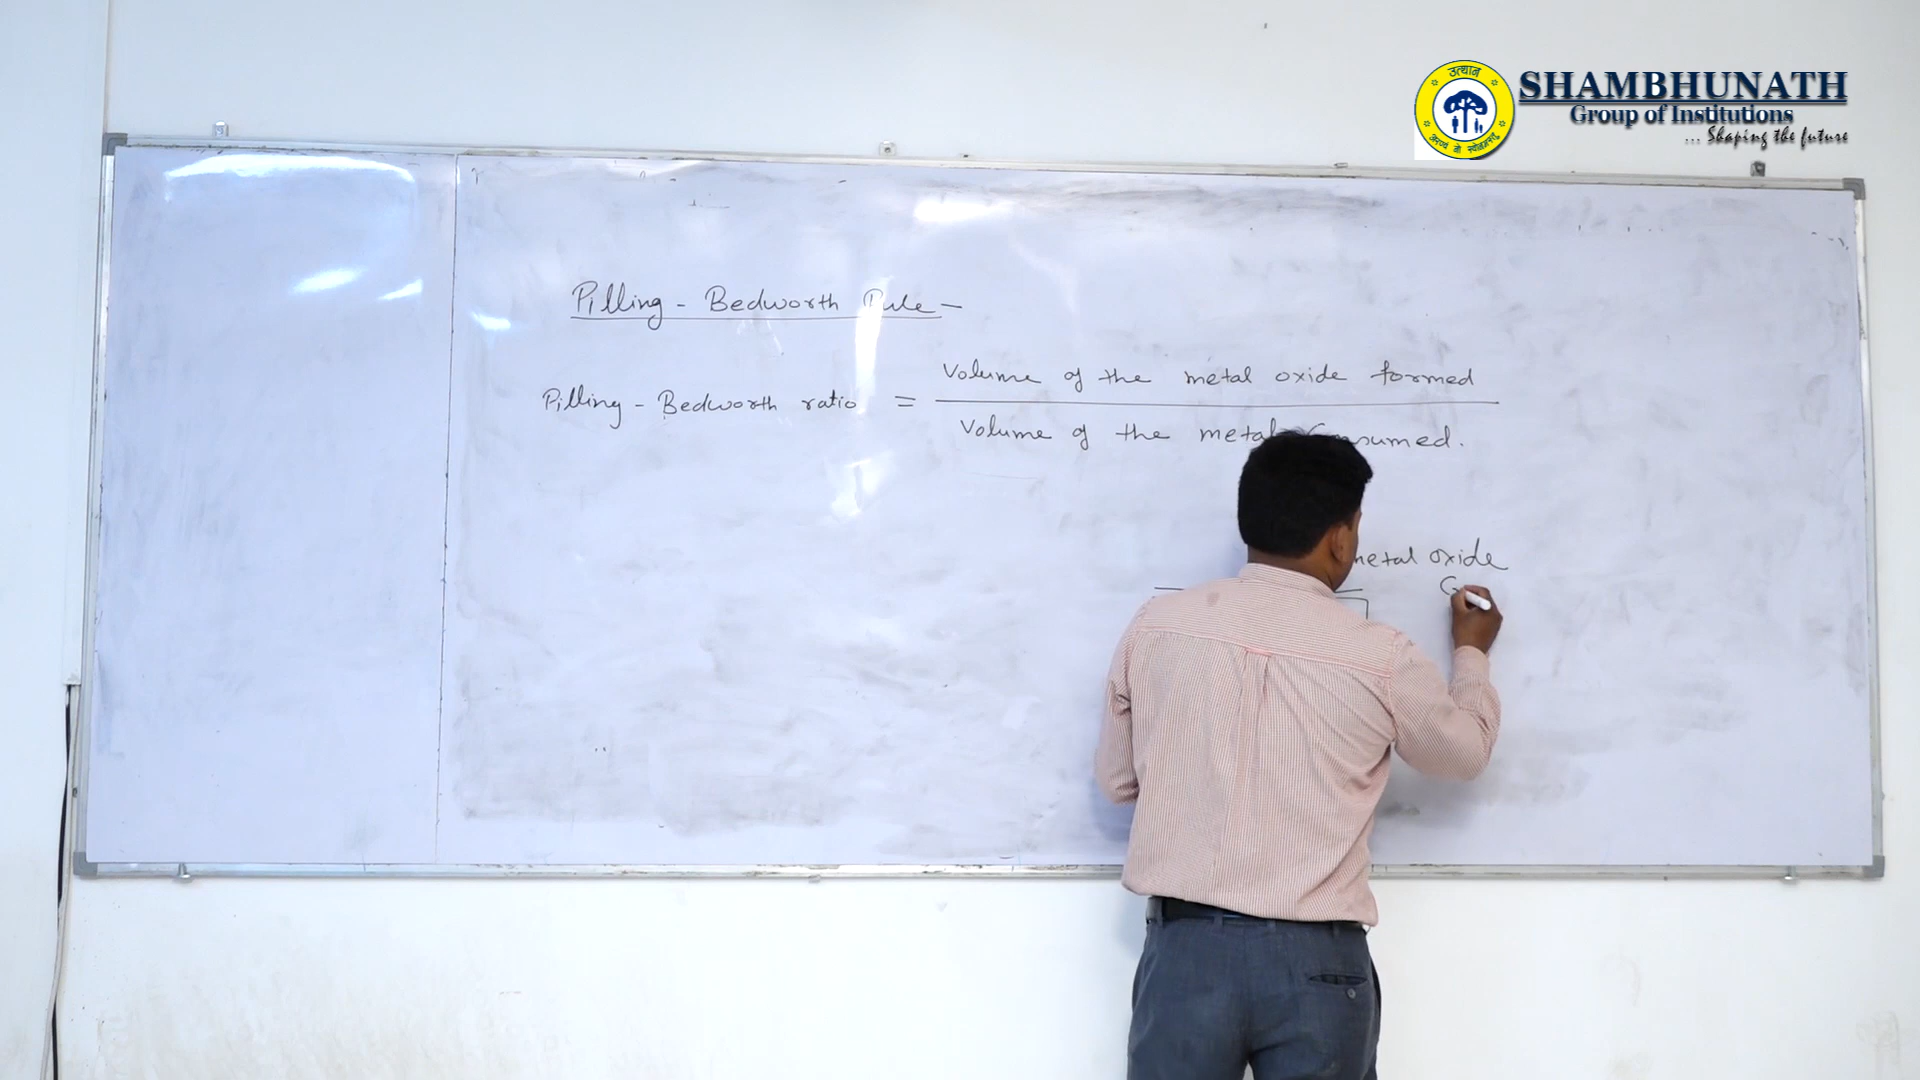 उत्थान
SHAMBHUNATH
Group of Institutions
... Shaping the future
Pilling - Bedworth Rule -
Volume of the metal oxide formed
Pilling - Bedworth ratio =
Volume of the metal Consumed.
metal oxide